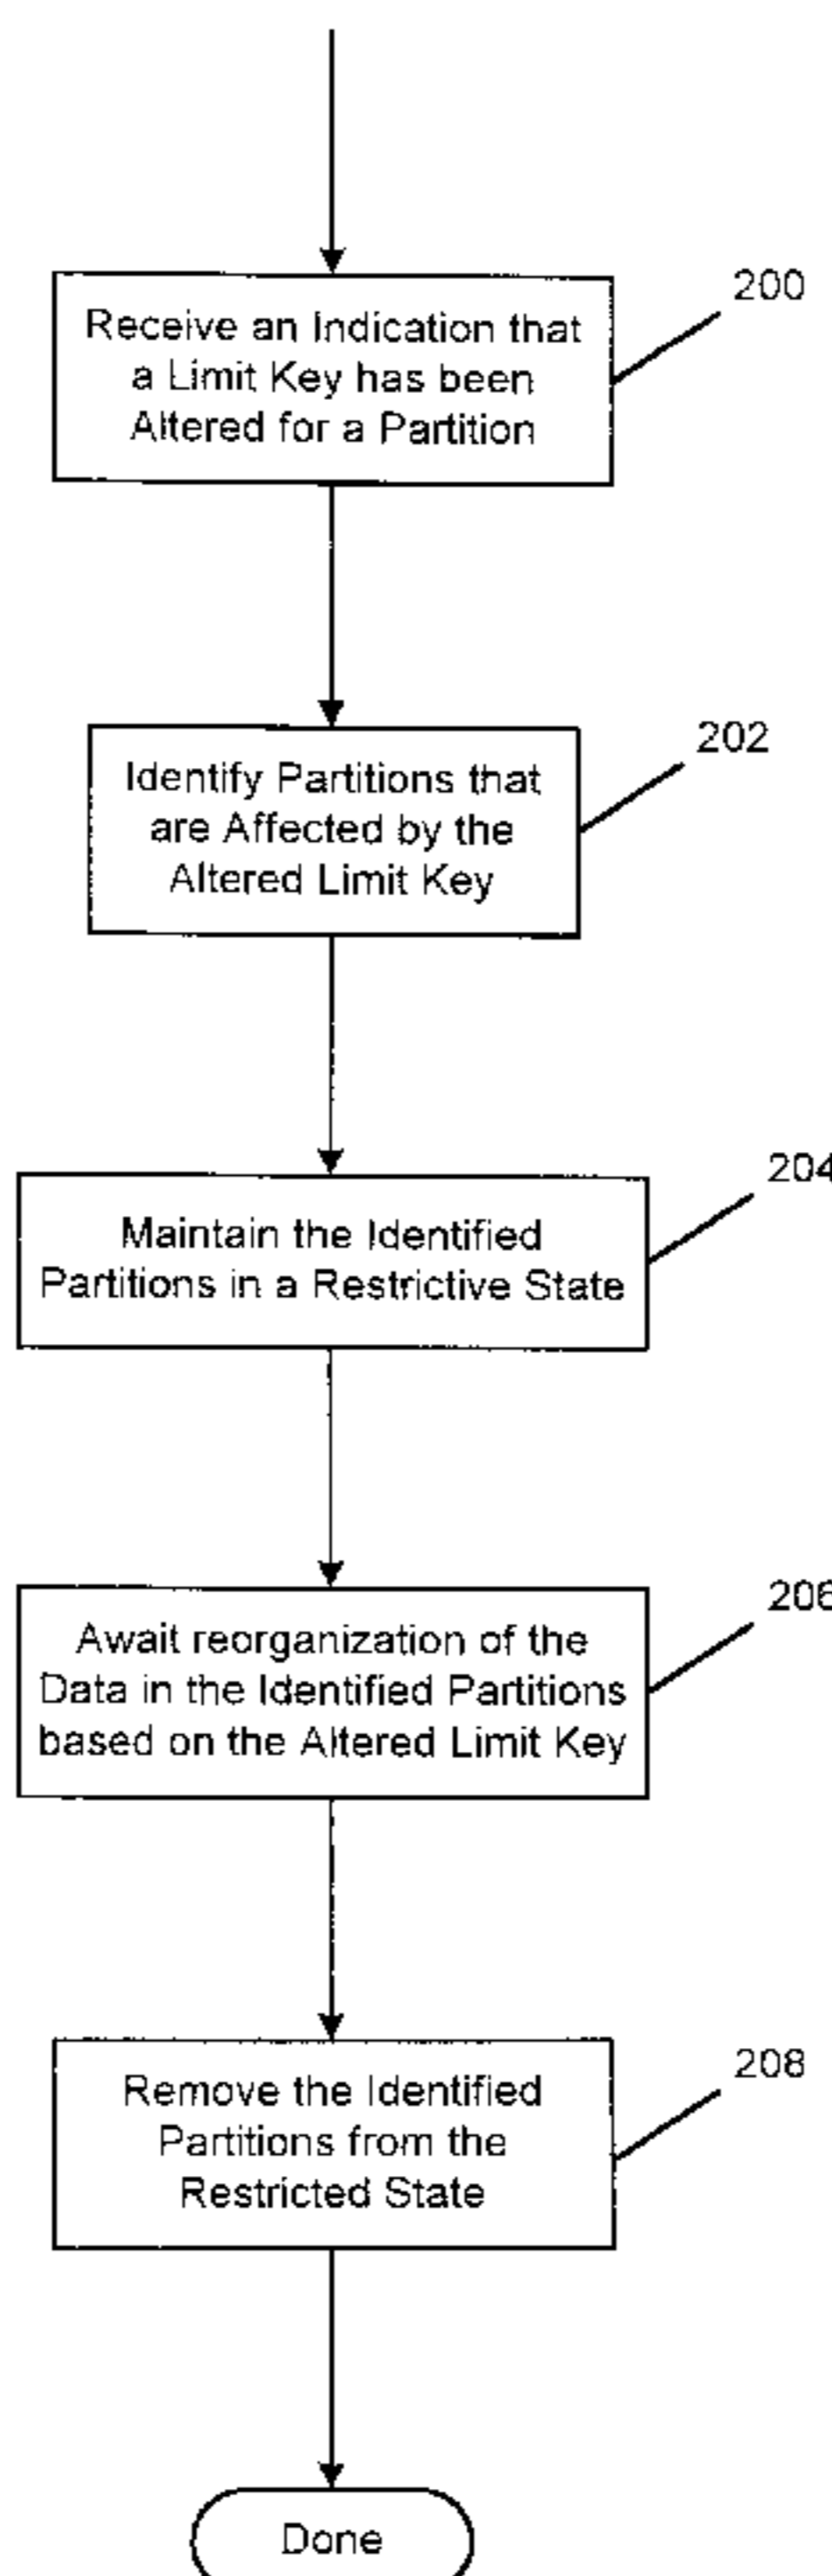 200
Receive an Indication that
a Limit Key has been
Altered for a Partition
202
Identify Partitions that
are Affected by the
Altered Limit Key
204
Maintain the Identified
Partitions in a Restrictive State
206
Await reorganization of the
Data in the Identified Partitions
based on the Altered Limit Key
208
Remove the Identified
Partitions from the
Restricted State
Done